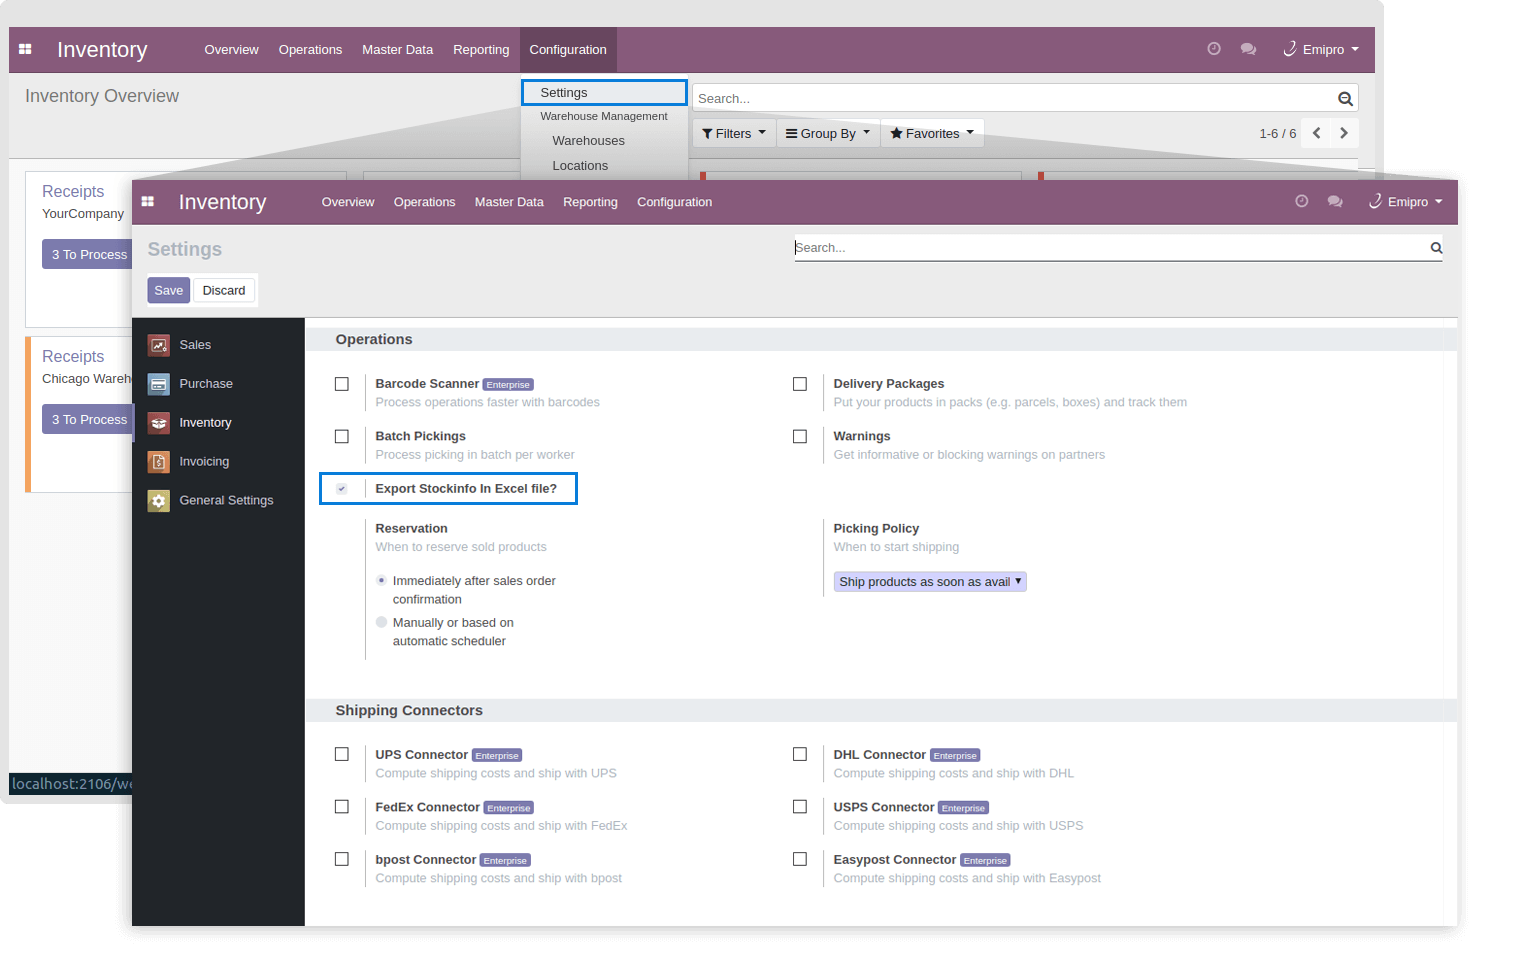 Inventory
Overview
Operations
Master Data
Reporting
Configuration
Emipro
Inventory Overview
Settings
Warehouse Management
Warehouses
Locations
Search...
Filters
Group By
Favorites
1-6 / 6
Receipts
YourCompany
3 To Process
Receipts
Chicago Wareh
3 To Process
localhost:2106/we
Inventory
Overview
Operations
Master Data
Reporting
Configuration
Emipro
Settings
Search...
Save
Discard
Sales
Purchase
Inventory
Invoicing
General Settings
Operations
Barcode Scanner Enterprise
Process operations faster with barcodes
Delivery Packages
Put your products in packs (e.g. parcels, boxes) and track them
Batch Pickings
Process picking in batch per worker
Warnings
Get informative or blocking warnings on partners
Export Stockinfo In Excel file?
Reservation
When to reserve sold products
Immediately after sales order
confirmation
Manually or based on
automatic scheduler
Picking Policy
When to start shipping
Ship products as soon as avail
Shipping Connectors
UPS Connector Enterprise
Compute shipping costs and ship with UPS
DHL Connector Enterprise
Compute shipping costs and ship with DHL
FedEx Connector Enterprise
Compute shipping costs and ship with FedEx
USPS Connector Enterprise
Compute shipping costs and ship with USPS
bpost Connector Enterprise
Compute shipping costs and ship with bpost
Easypost Connector Enterprise
Compute shipping costs and ship with Easypost